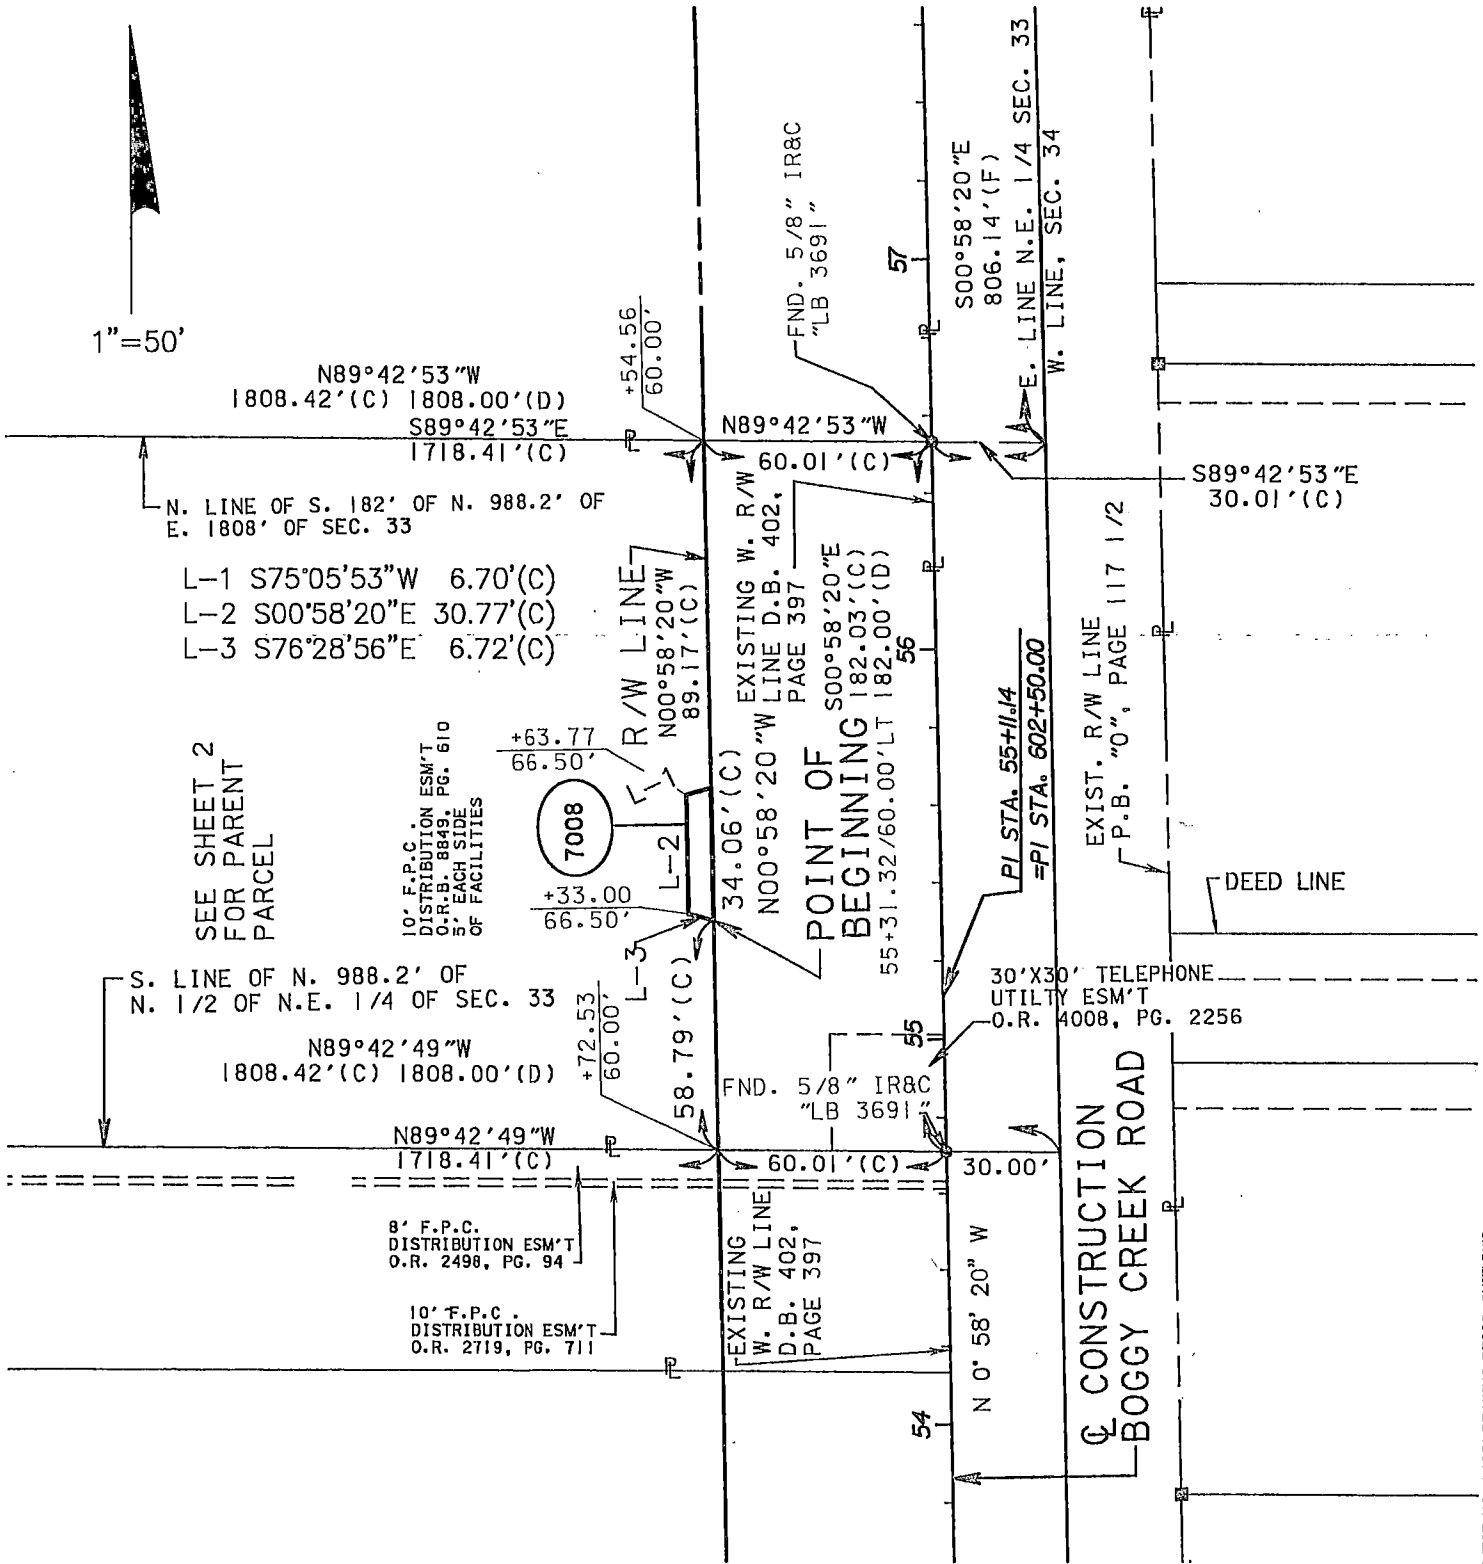 1"=50'
N89°42'53"W
1808.42'(C) 1808.00'(D)
S89°42'53"E
1718.41'(C)
N. LINE OF S. 182' OF N. 988.2' OF
E. 1808' OF SEC. 33
L-1 S75°05'53"W 6.70'(C)
L-2 S00°58'20"E 30.77'(C)
L-3 S76°28'56"E 6.72'(C)
+54.56
60.00'
N89°42'53"W
60.01'(C)
FND. 5/8" IR&C
"LB 3691"
57
S00°58'20"E
806.14'(F)
E. LINE N.E. 1/4 SEC. 33
W. LINE, SEC. 34
S89°42'53"E
30.01'(C)
R/W LINE
N00°58'20"W
89.17'(C)
EXISTING W. R/W
LINE D.B. 402,
PAGE 397
S00°58'20"E
182.03'(C)
182.00'(D)
56
PI STA. 55+11.14
=PI STA. 602+50.00
EXIST. R/W LINE
P.B. "O", PAGE 117 1/2
DEED LINE
SEE SHEET 2
FOR PARENT
PARCEL
10' F.P.C.
DISTRIBUTION ESM'T
O.R.B. 8849, PG. 610
5' EACH SIDE
OF FACILITIES
+63.77
66.50'
7008
L-1
L-2
L-3
+33.00
66.50'
34.06'(C)
N00°58'20"W
POINT OF
BEGINNING
55+31.32/60.00'LT
S. LINE OF N. 988.2' OF
N. 1/2 OF N.E. 1/4 OF SEC. 33
N89°42'49"W
1808.42'(C) 1808.00'(D)
+72.53
60.00'
58.79'(C)
FND. 5/8" IR&C
"LB 3691"
55
30'X30' TELEPHONE
UTILTY ESM'T
O.R. 4008, PG. 2256
N89°42'49"W
1718.41'(C)
60.01'(C)
30.00'
8' F.P.C.
DISTRIBUTION ESM'T
O.R. 2498, PG. 94
10' F.P.C.
DISTRIBUTION ESM'T
O.R. 2719, PG. 711
EXISTING
W. R/W LINE
D.B. 402,
PAGE 397
54
N 0° 58' 20" W
℄ CONSTRUCTION
BOGGY CREEK ROAD